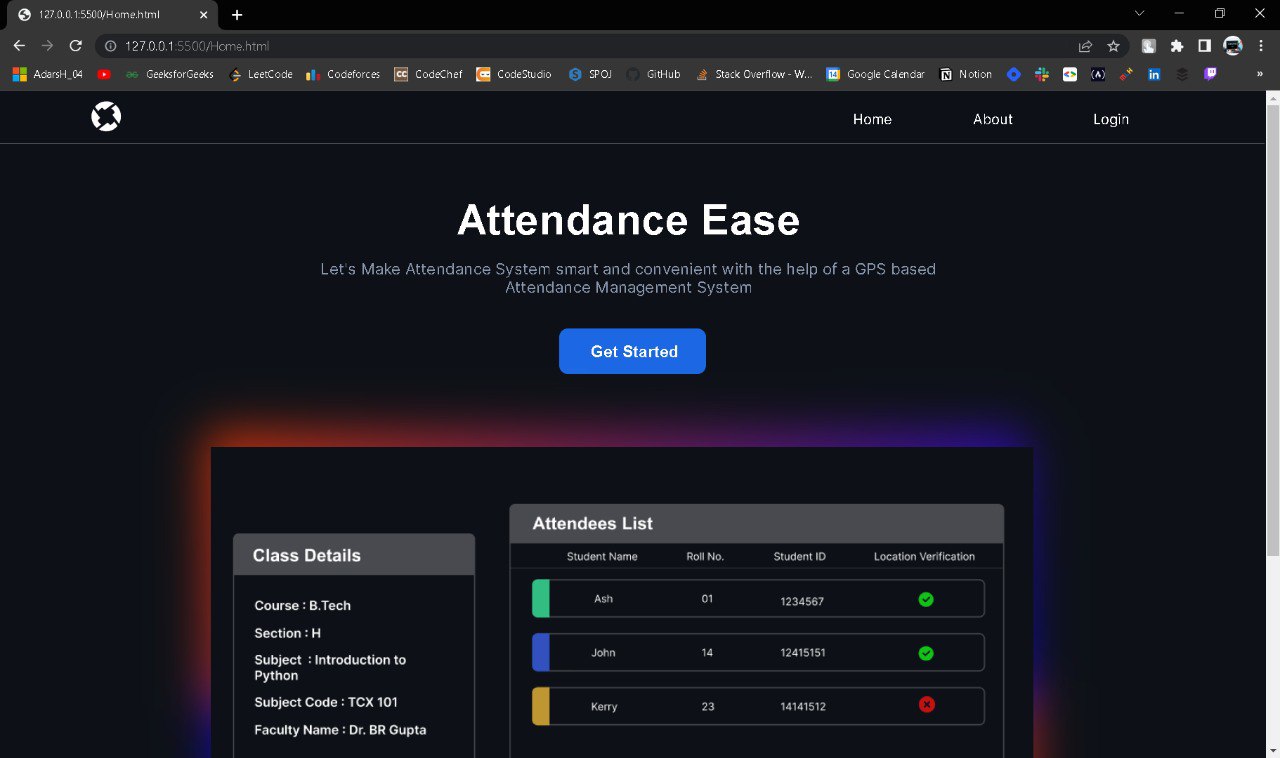 127.0.0.1:5500/Home.html
127.0.0.1:5500/Home.html
AdarsH_04 GeeksforGeeks LeetCode Codeforces CodeChef CodeStudio SPOJ GitHub Stack Overflow - W... 14 Google Calendar Notion
Home About Login
Attendance Ease
Let's Make Attendance System smart and convenient with the help of a GPS based
Attendance Management System
Get Started
Class Details
Course : B.Tech
Section : H
Subject : Introduction to
Python
Subject Code : TCX 101
Faculty Name : Dr. BR Gupta
Attendees List
Student Name Roll No. Student ID Location Verification
Ash 01 1234567
John 14 12415151
Kerry 23 14141512